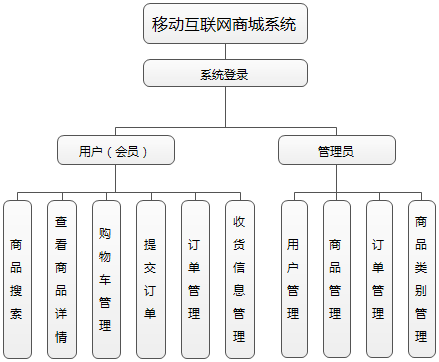 移动互联网商城系统
系统登录
用户（会员）
管理员
商品搜索
查看商品详情
购物车管理
提交订单
订单管理
收货信息管理
用户管理
商品管理
订单管理
商品类别管理